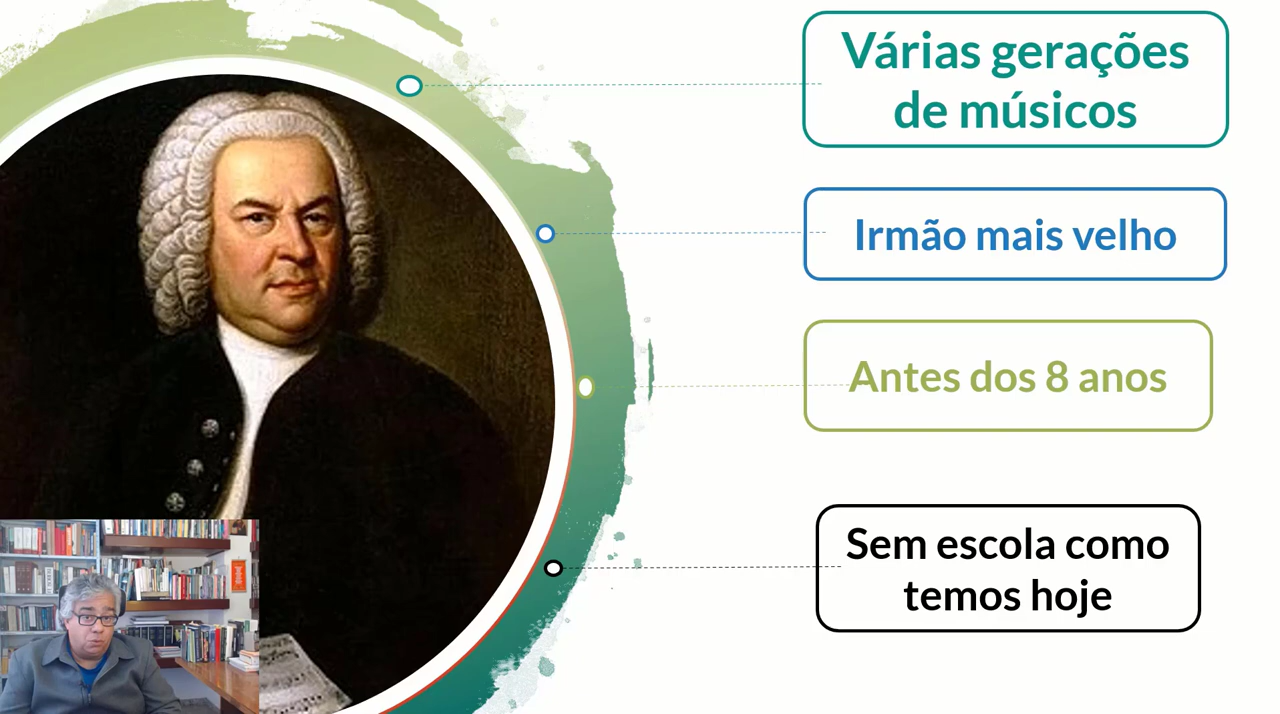 Várias gerações
de músicos
Irmão mais velho
Antes dos 8 anos
Sem escola como
temos hoje